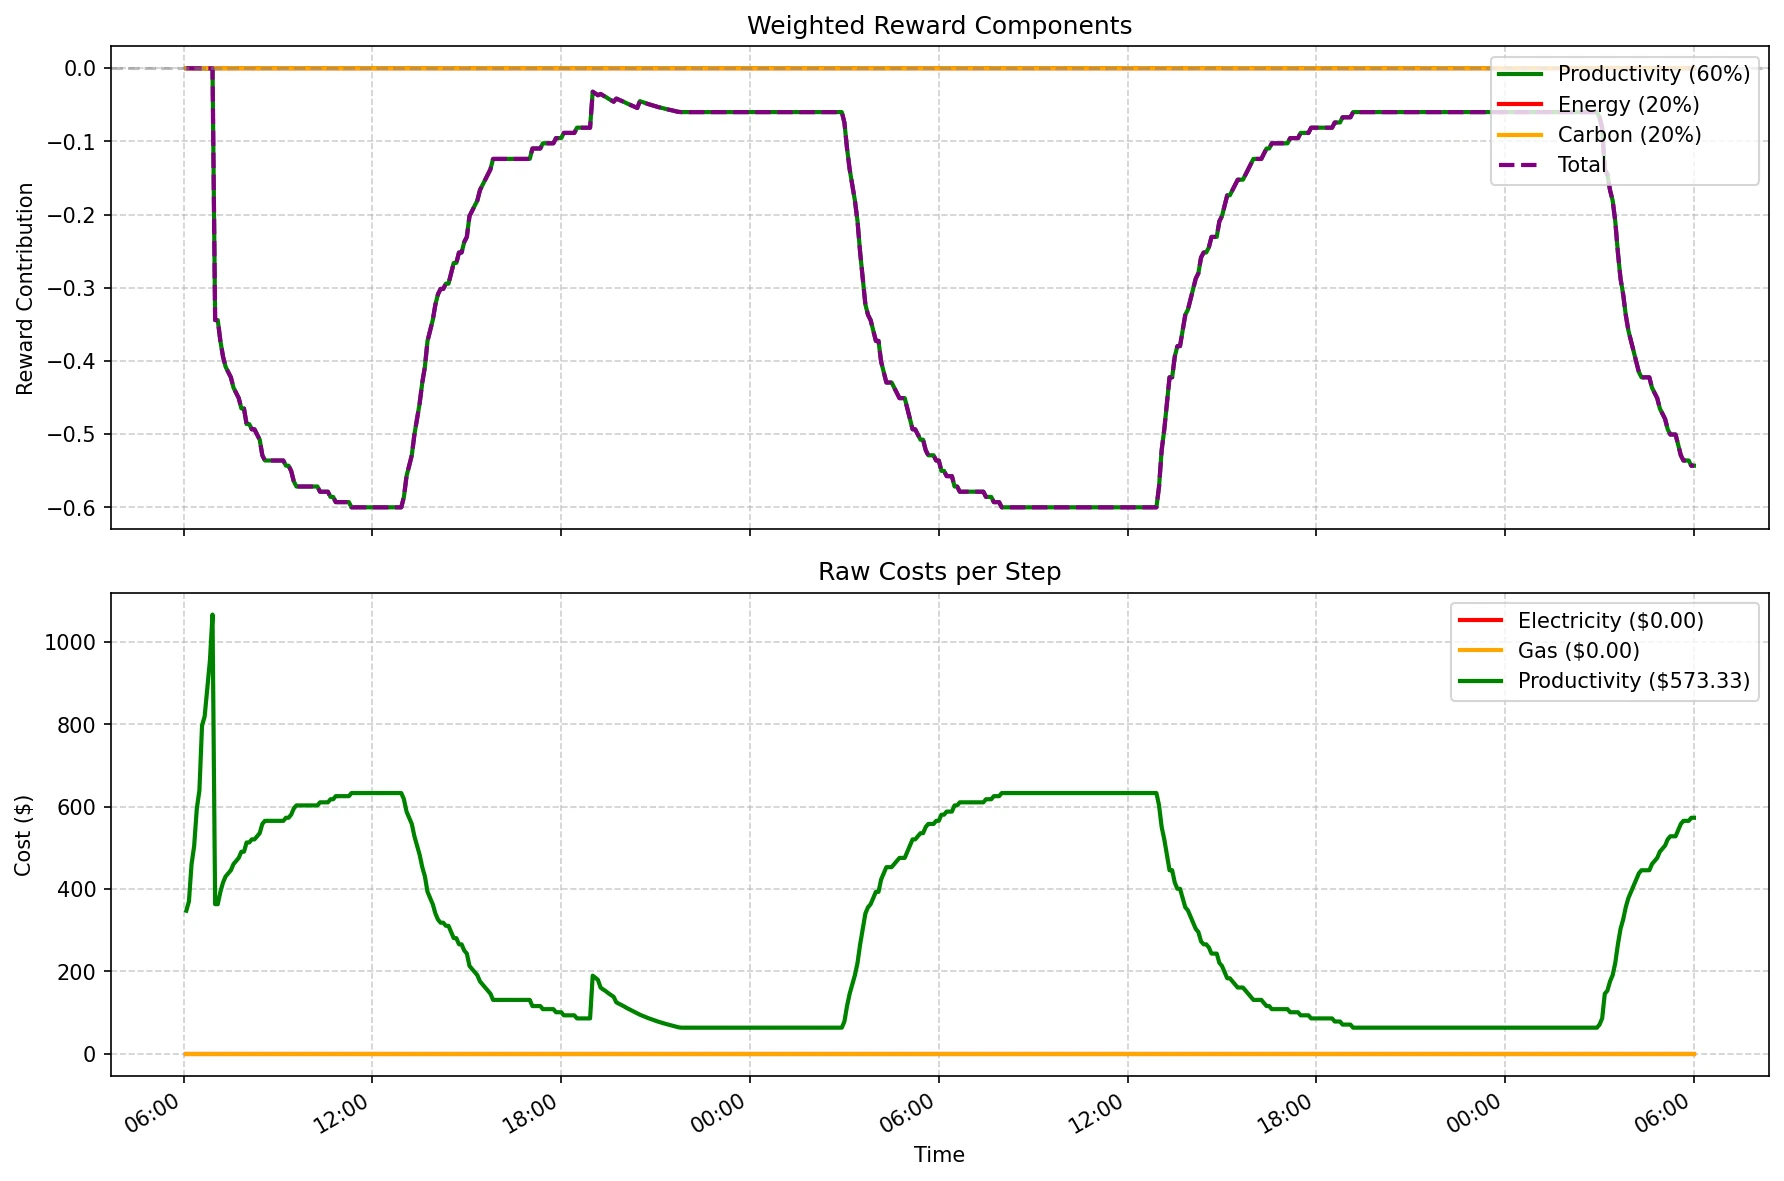 Weighted Reward Components
Reward Contribution
0.0
−0.1
−0.2
−0.3
−0.4
−0.5
−0.6
Productivity (60%)
Energy (20%)
Carbon (20%)
Total
Raw Costs per Step
Cost ($)
1000
800
600
400
200
0
Electricity ($0.00)
Gas ($0.00)
Productivity ($573.33)
06:00 12:00 18:00 00:00 06:00 12:00 18:00 00:00 06:00
Time